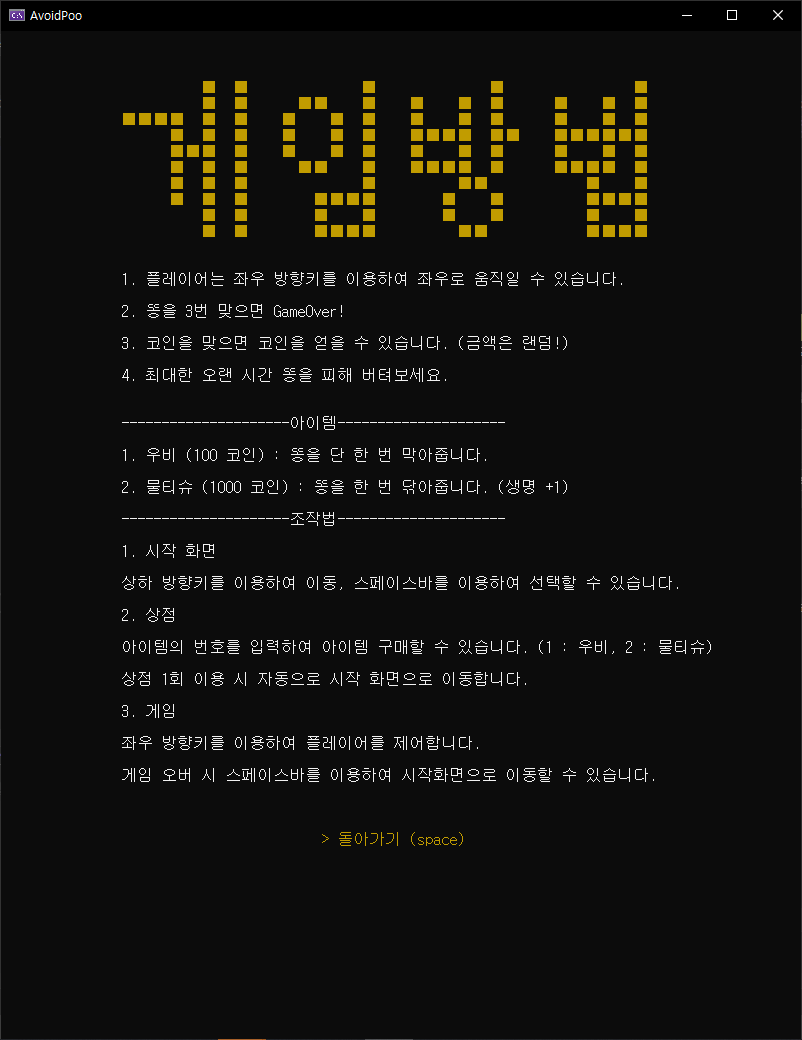 AvoidPoo
게임방법
1. 플레이어는 좌우 방향키를 이용하여 좌우로 움직일 수 있습니다.
2. 똥을 3번 맞으면 GameOver!
3. 코인을 맞으면 코인을 얻을 수 있습니다. (금액은 랜덤!)
4. 최대한 오랜 시간 똥을 피해 버텨보세요.
---------------------아이템---------------------
1. 우비 (100 코인) : 똥을 단 한 번 막아줍니다.
2. 물티슈 (1000 코인) : 똥을 한 번 닦아줍니다. (생명 +1)
---------------------조작법---------------------
1. 시작 화면
상하 방향키를 이용하여 이동, 스페이스바를 이용하여 선택할 수 있습니다.
2. 상점
아이템의 번호를 입력하여 아이템 구매할 수 있습니다. (1 : 우비, 2 : 물티슈)
상점 1회 이용 시 자동으로 시작 화면으로 이동합니다.
3. 게임
좌우 방향키를 이용하여 플레이어를 제어합니다.
게임 오버 시 스페이스바를 이용하여 시작화면으로 이동할 수 있습니다.
> 돌아가기 (space)